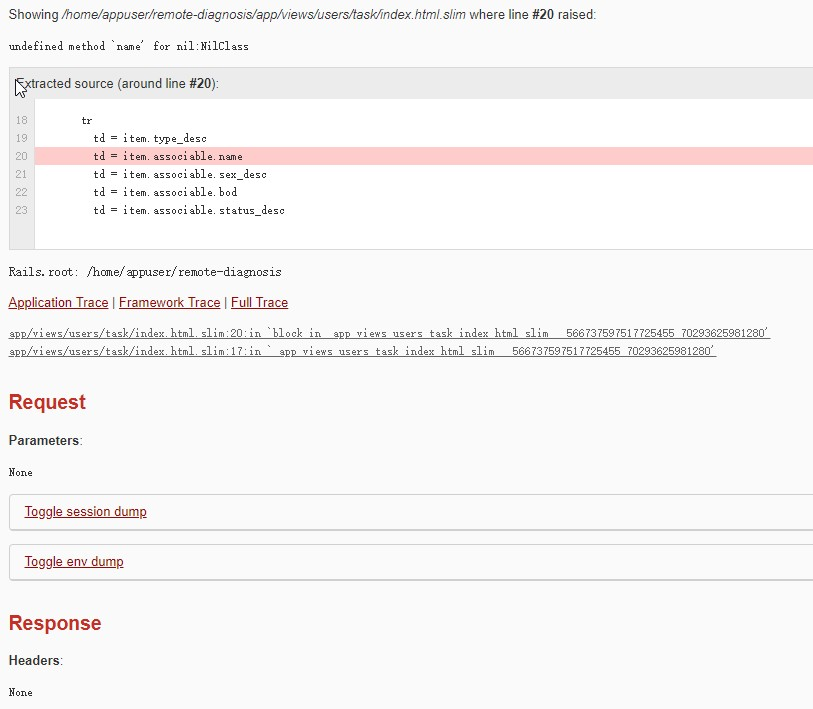 Showing /home/appuser/remote-diagnosis/app/views/users/task/index.html.slim where line #20 raised:
undefined method `name' for nil:NilClass
Extracted source (around line #20):
18 tr
19 td = item.type_desc
20 td = item.associable.name
21 td = item.associable.sex_desc
22 td = item.associable.bod
23 td = item.associable.status_desc
Rails.root: /home/appuser/remote-diagnosis
Application Trace | Framework Trace | Full Trace
app/views/users/task/index.html.slim:20:in `block in _app_views_users_task_index_html_slim___566737597517725455_70293625981280'
app/views/users/task/index.html.slim:17:in `_app_views_users_task_index_html_slim___566737597517725455_70293625981280'
Request
Parameters:
None
Toggle session dump
Toggle env dump
Response
Headers:
None